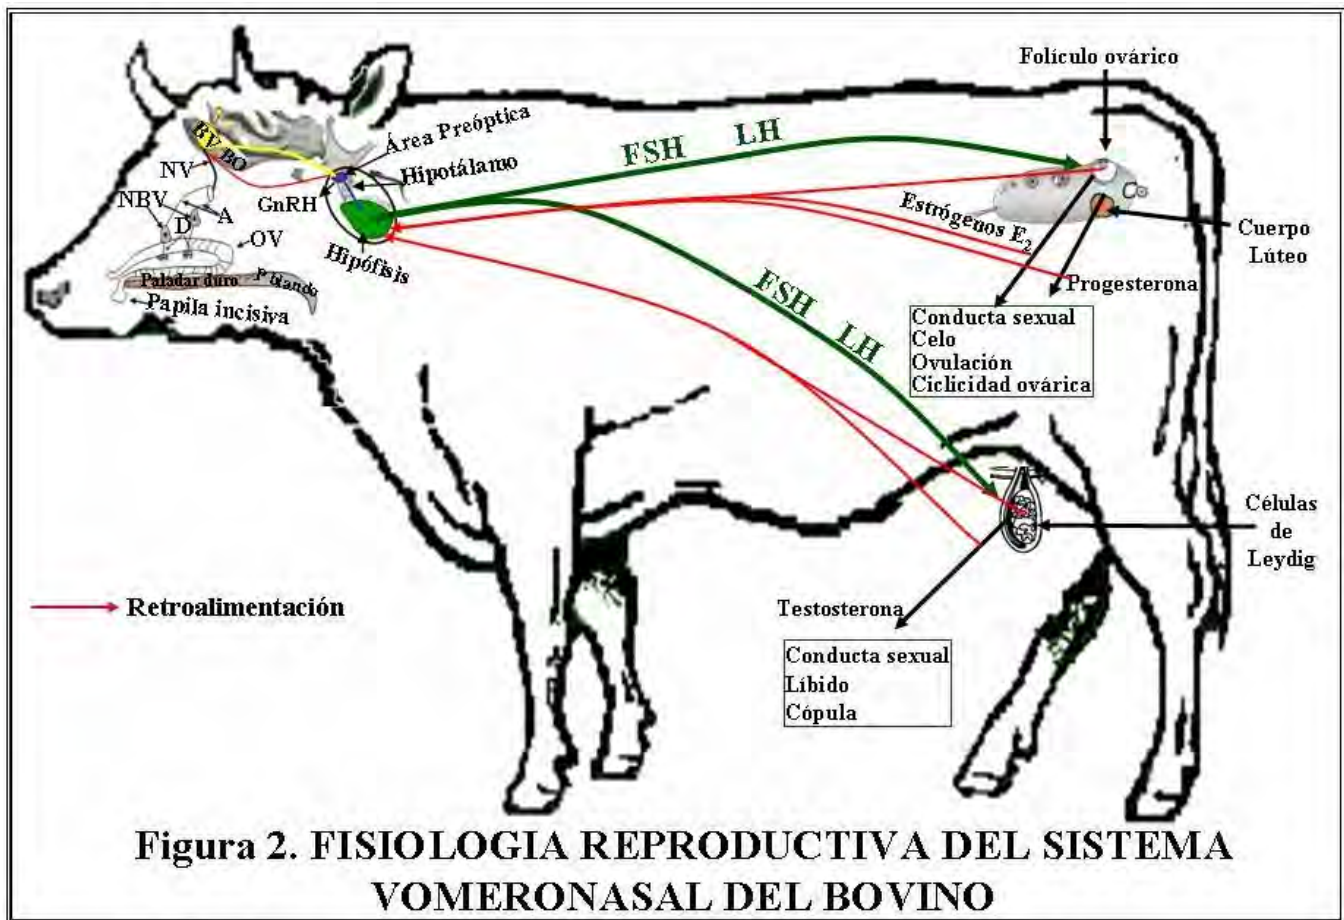 Folículo ovárico
BV BO
Área Preóptica
NV
Hipotálamo
FSH LH
NBV
A
GnRH
D
OV
Estrógenos E2
Cuerpo
Lúteo
Hipófisis
Paladar duro P blando
Papila incisiva
Progesterona
FSH LH
Conducta sexual
Celo
Ovulación
Ciclicidad ovárica
Células
de
Leydig
Retroalimentación
Testosterona
Conducta sexual
Líbido
Cópula
Figura 2. FISIOLOGIA REPRODUCTIVA DEL SISTEMA
VOMERONASAL DEL BOVINO